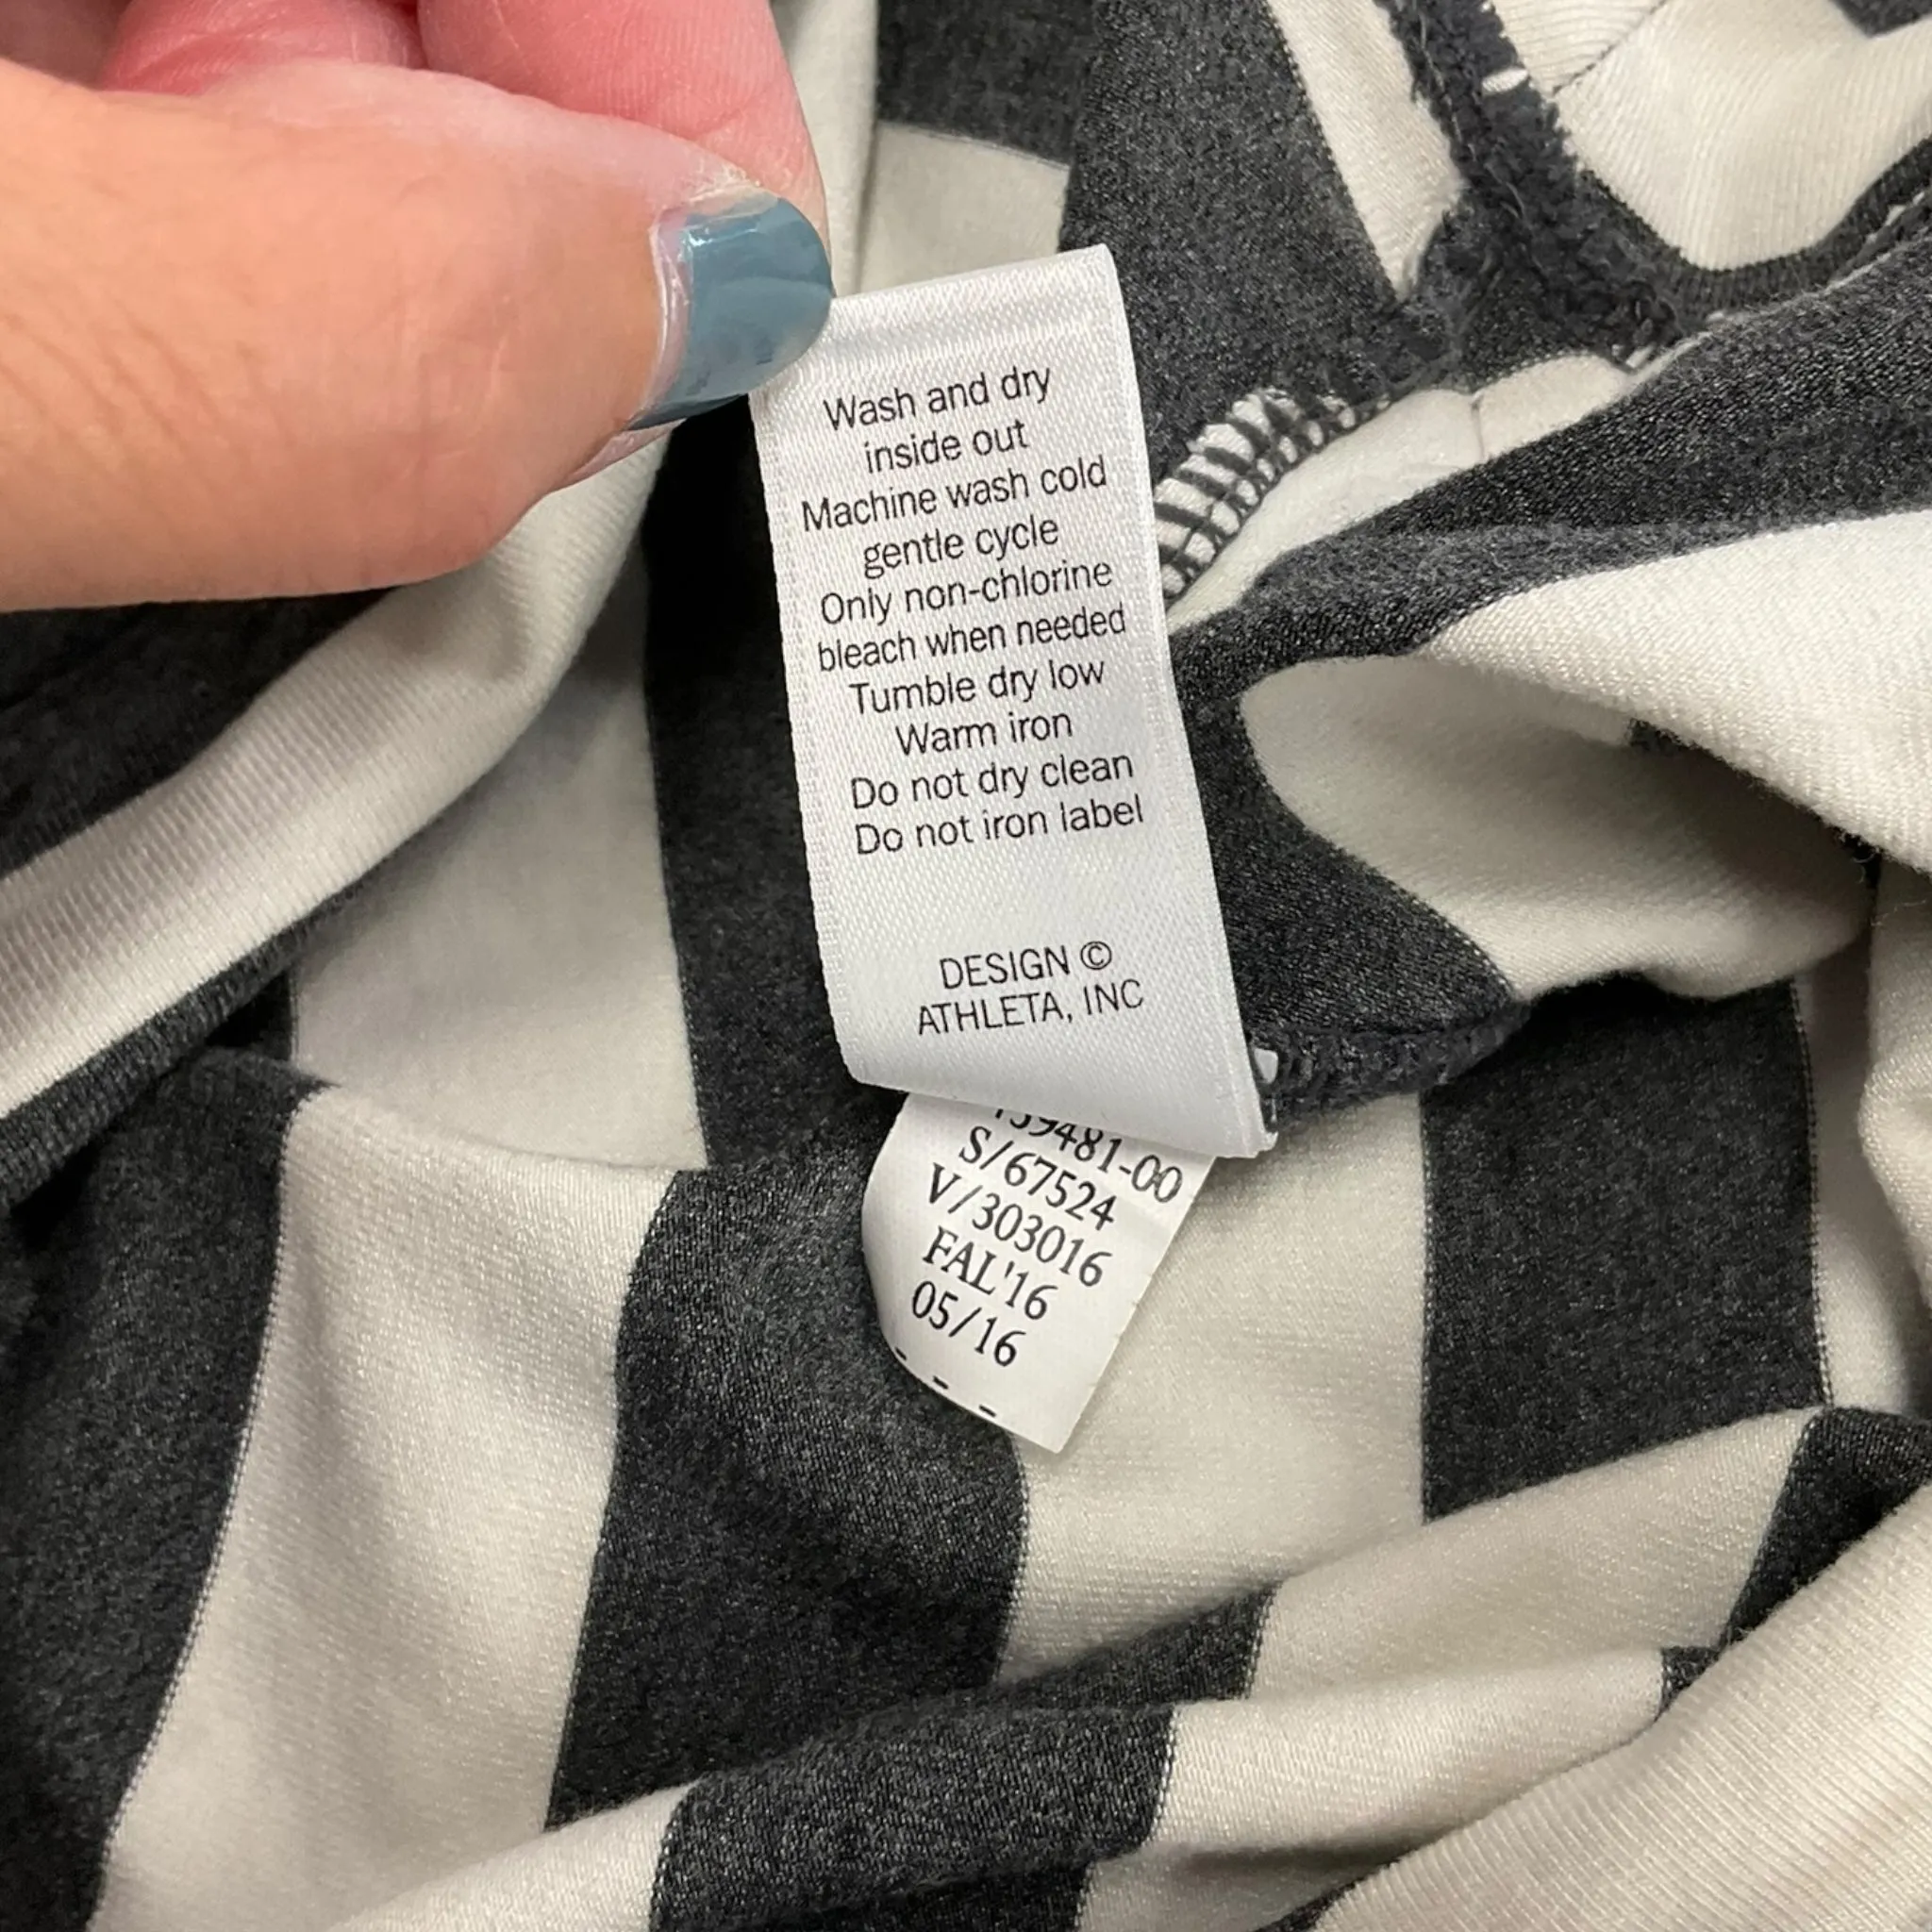 Wash and dry
inside out
Machine wash cold
gentle cycle
Only non-chlorine
bleach when needed
Tumble dry low
Warm iron
Do not dry clean
Do not iron label
DESIGN ©
ATHLETA, INC
S/67524
V/303016
FAL'16
05/16